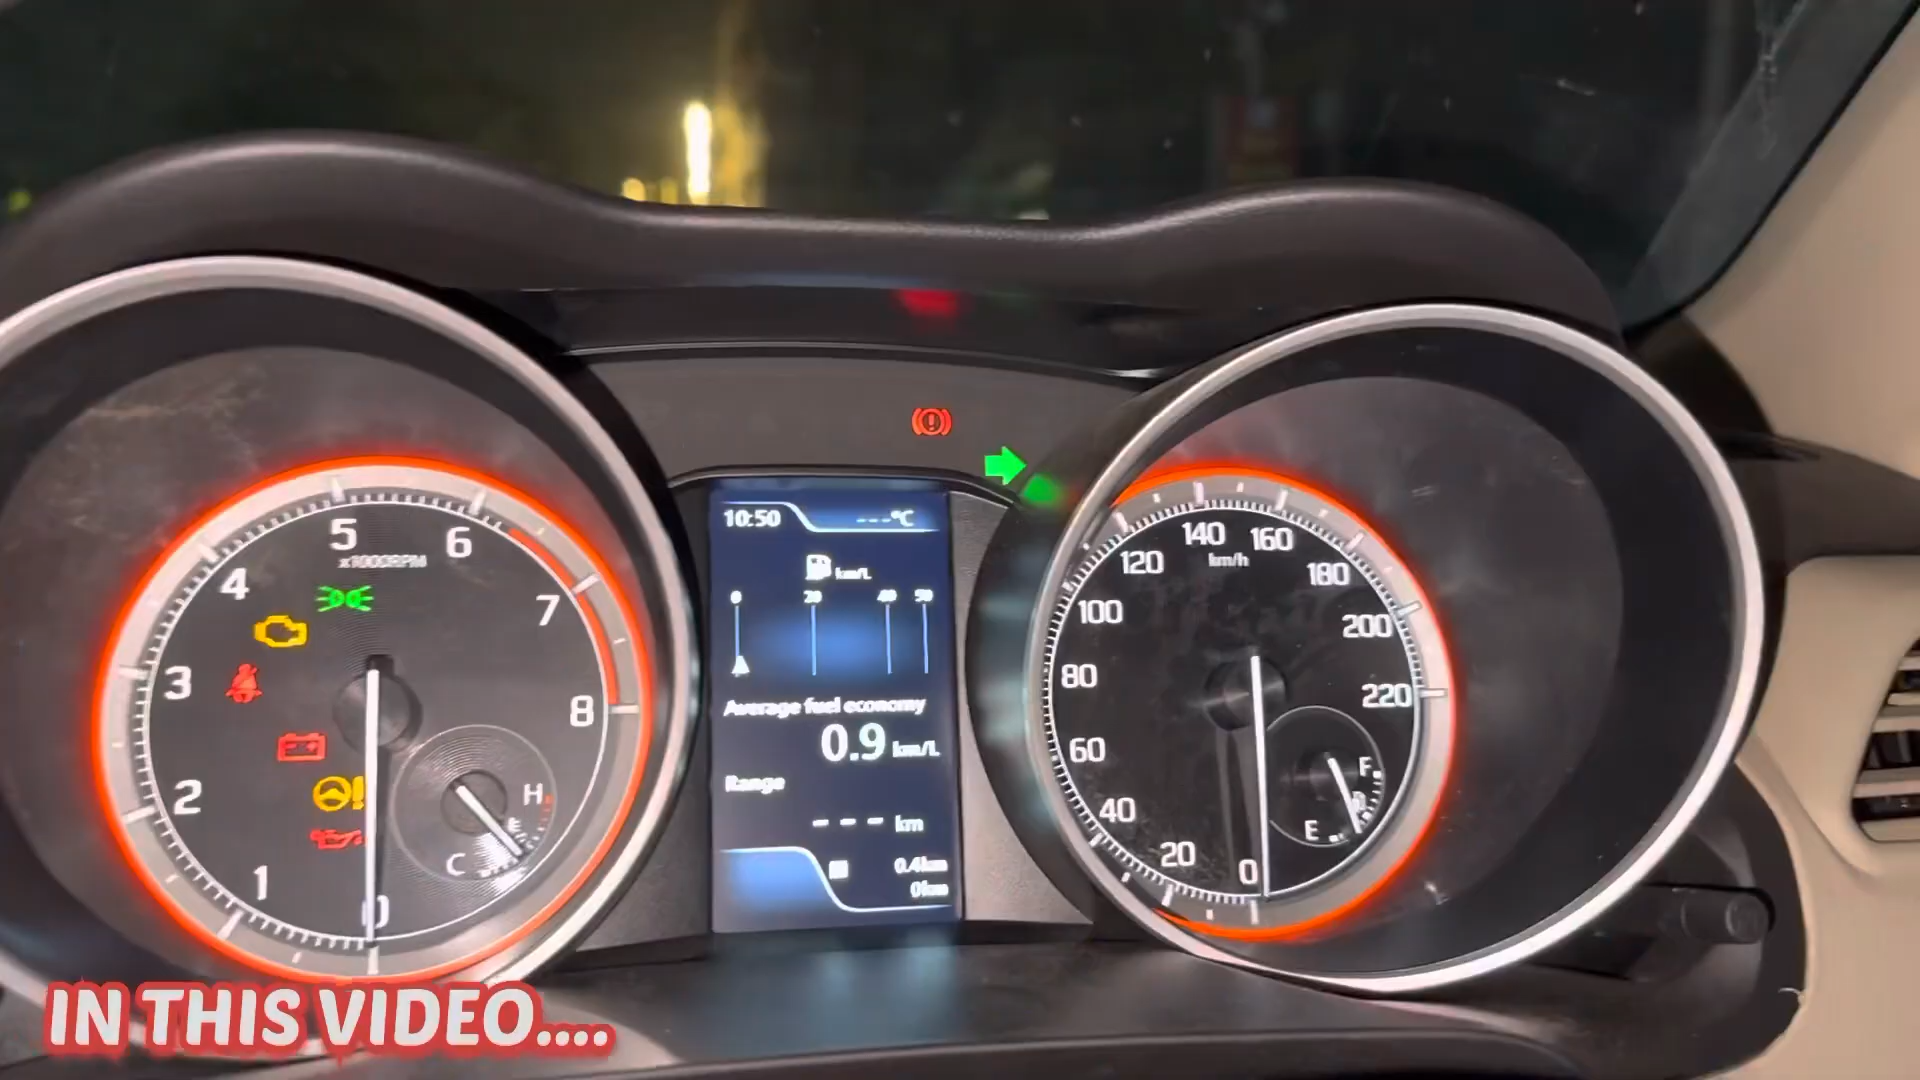 5 6
x1000RPM
4
7
3
8
2
H
E
C
1
0
10:50 ---°C
km/L
0 20 40 50
Average fuel economy
0.9 km/L
Range
--- km
0.4km
0km
140 160
km/h
120
180
100
200
80
220
60
F
40
E
20
0
IN THIS VIDEO....